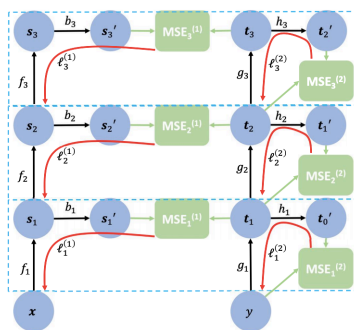 s₃ b₃ s₃′ MSE₃⁽¹⁾ t₃ h₃ t₂′
ℓ₃⁽¹⁾ ℓ₃⁽²⁾
f₃ g₃ MSE₃⁽²⁾
s₂ b₂ s₂′ MSE₂⁽¹⁾ t₂ h₂ t₁′
ℓ₂⁽¹⁾ ℓ₂⁽²⁾
f₂ g₂ MSE₂⁽²⁾
s₁ b₁ s₁′ MSE₁⁽¹⁾ t₁ h₁ t₀′
ℓ₁⁽¹⁾ ℓ₁⁽²⁾
f₁ g₁ MSE₁⁽²⁾
x y